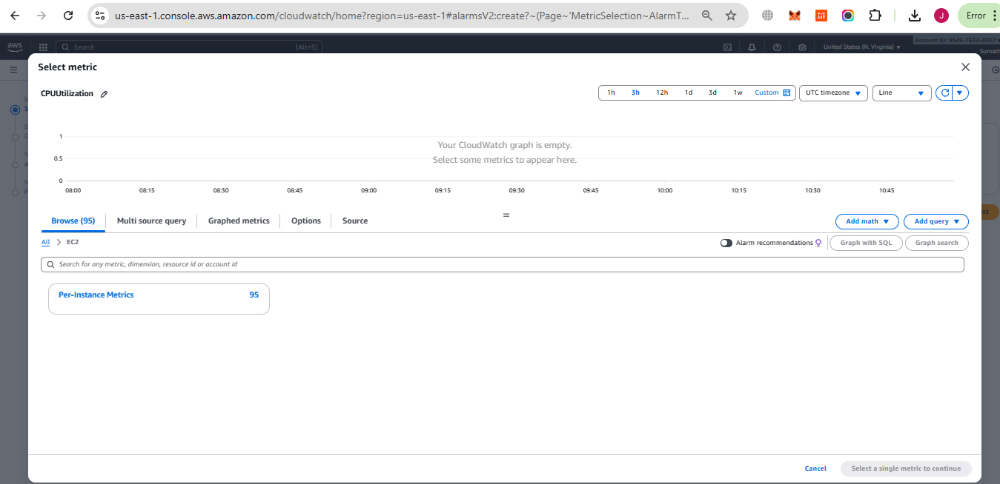 us-east-1.console.aws.amazon.com/cloudwatch/home?region=us-east-1#alarmsV2:create?~(Page~'MetricSelection~AlarmT...
J
Error
aws
Search
[Alt+S]
United States (N. Virginia)
Account ID: 9549-7632-4037
Sumath
Select metric
CPUUtilization
1h 3h 12h 1d 3d 1w Custom
UTC timezone
Line
1
0.5
0
Your CloudWatch graph is empty.
Select some metrics to appear here.
08:00 08:15 08:30 08:45 09:00 09:15 09:30 09:45 10:00 10:15 10:30 10:45
Browse (95) Multi source query Graphed metrics Options Source
Add math Add query
All > EC2
Alarm recommendations
Graph with SQL Graph search
Search for any metric, dimension, resource id or account id
Per-Instance Metrics 95
Cancel Select a single metric to continue